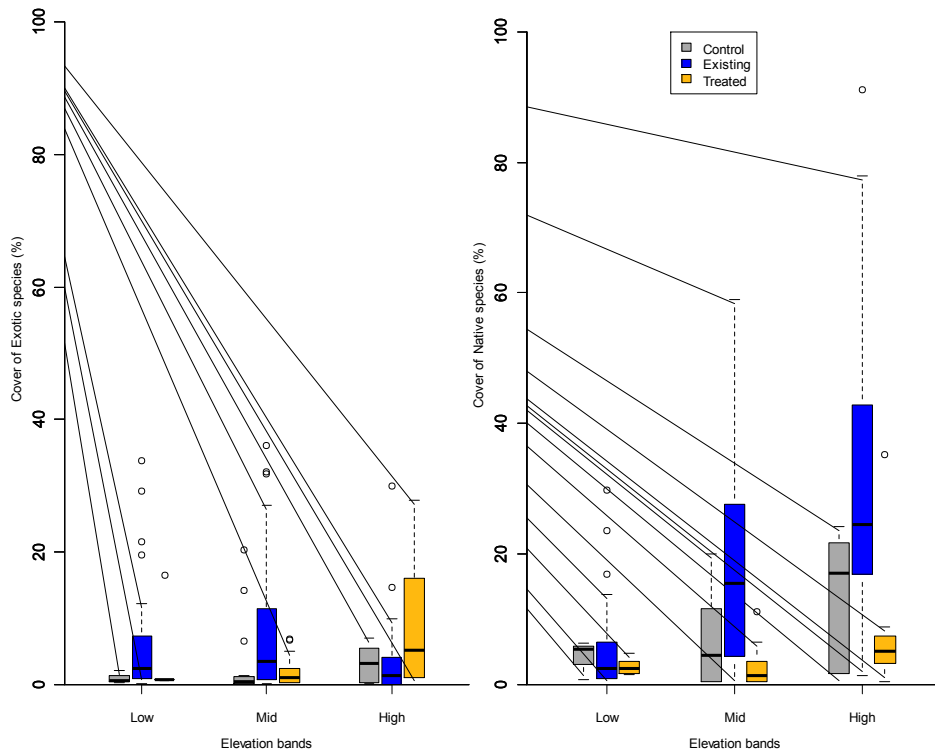 100
80
60
40
20
0
Cover of Exotic species (%)
Low Mid High
Elevation bands
100
80
60
40
20
0
Cover of Native species (%)
Control
Existing
Treated
Low Mid High
Elevation bands